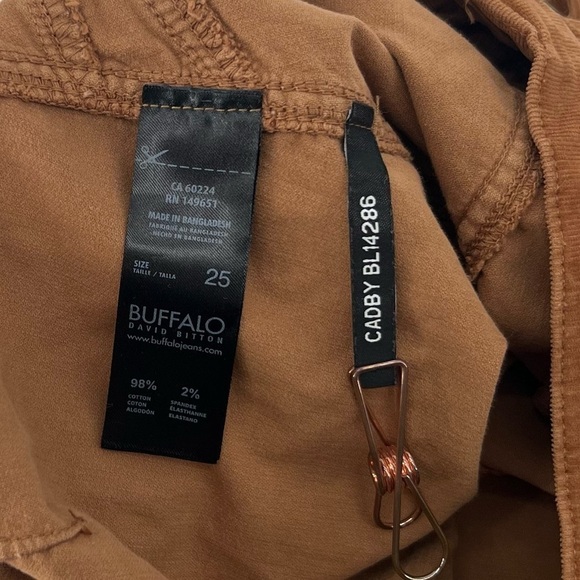 CA 60224
RN 149651
MADE IN BANGLADESH
FABRIQUÉ AU BANGLADESH
HECHO EN BANGLADESH
SIZE
TAILLE / TALLA
25
BUFFALO
DAVID BITTON
www.buffalojeans.com
98%
COTTON
COTON
ALGODÓN
2%
SPANDEX
ÉLASTHANNE
ELASTANO
CADBY BL14286